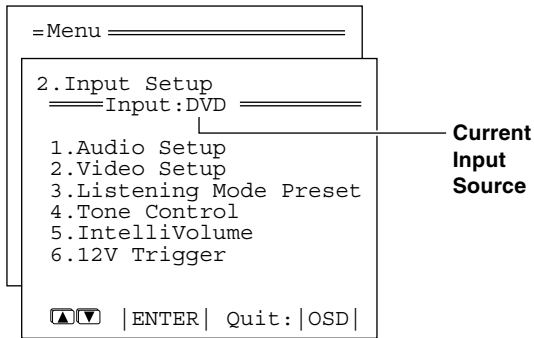 Menu
2.Input Setup
Input:DVD
1.Audio Setup
2.Video Setup
3.Listening Mode Preset
4.Tone Control
5.IntelliVolume
6.12V Trigger
▲▼ |ENTER| Quit:|OSD|
Current
Input
Source